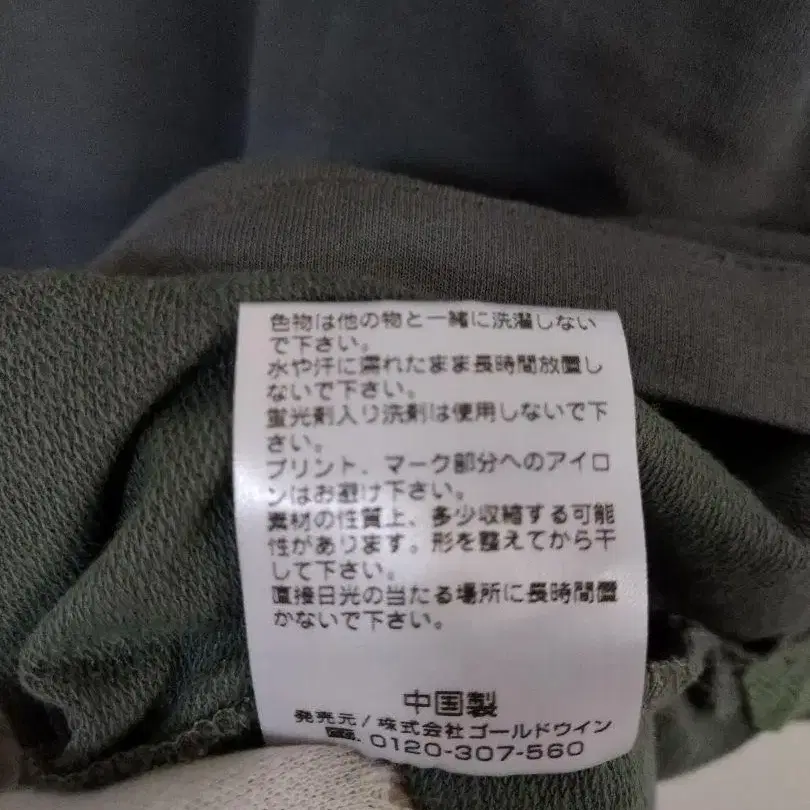 色物は他の物と一緒に洗濯しない
で下さい。
水や汗に濡れたまま長時間放置し
ないで下さい。
蛍光剤入り洗剤は使用しないで下
さい。
プリント、マーク部分へのアイロ
ンはお避け下さい。
素材の性質上、多少収縮する可能
性があります。形を整えてから干
して下さい。
直接日光の当たる場所に長時間置
かないで下さい。
中国製
発売元/株式会社ゴールドウイン
0120-307-560